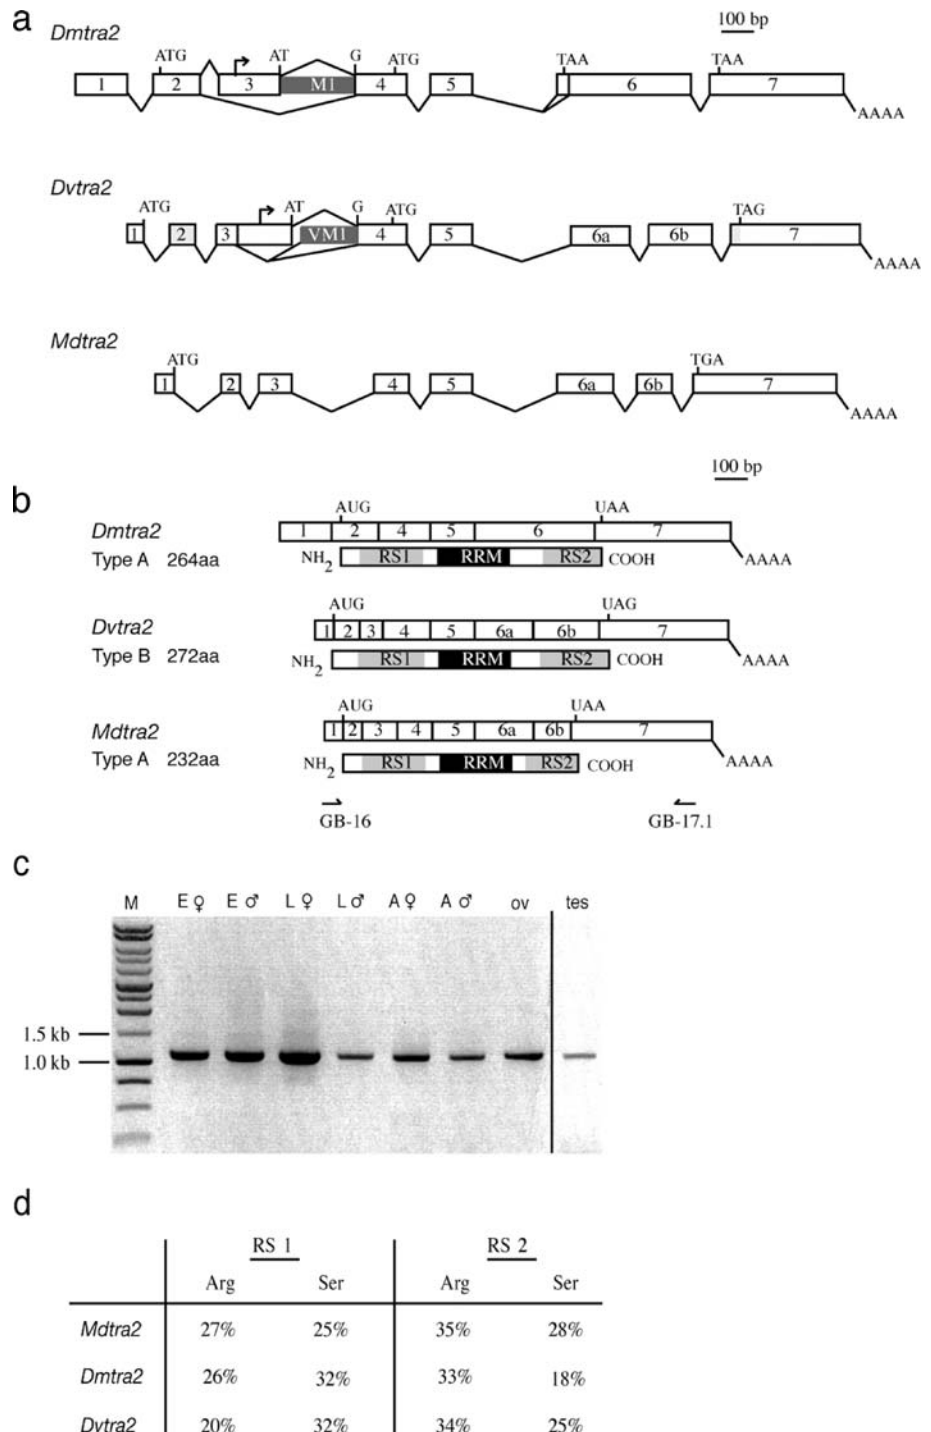 a
Dmtra2
100 bp
ATG AT G ATG TAA TAA
1 2 3 M1 4 5 6 7
AAAA
Dvtra2
ATG AT G ATG TAG
1 2 3 VM1 4 5 6a 6b 7
AAAA
Mdtra2
ATG TGA
1 2 3 4 5 6a 6b 7
AAAA
100 bp
b
AUG UAA
Dmtra2 1 2 4 5 6 7
Type A 264aa NH2 RS1 RRM RS2 COOH AAAA
AUG UAG
Dvtra2 1 2 3 4 5 6a 6b 7
Type B 272aa NH2 RS1 RRM RS2 COOH AAAA
AUG UAA
Mdtra2 1 2 3 4 5 6a 6b 7
Type A 232aa NH2 RS1 RRM RS2 COOH AAAA
GB-16 GB-17.1
c
M E ♀ E ♂ L ♀ L ♂ A ♀ A ♂ ov tes
1.5 kb
1.0 kb
d
RS 1 RS 2
Arg Ser Arg Ser
Mdtra2 27% 25% 35% 28%
Dmtra2 26% 32% 33% 18%
Dvtra2 20% 32% 34% 25%